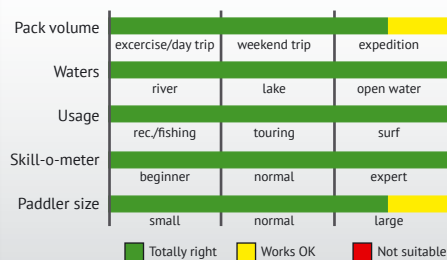 Pack volume
excercise/day trip weekend trip expedition
Waters
river lake open water
Usage
rec./fishing touring surf
Skill-o-meter
beginner normal expert
Paddler size
small normal large
Totally right Works OK Not suitable